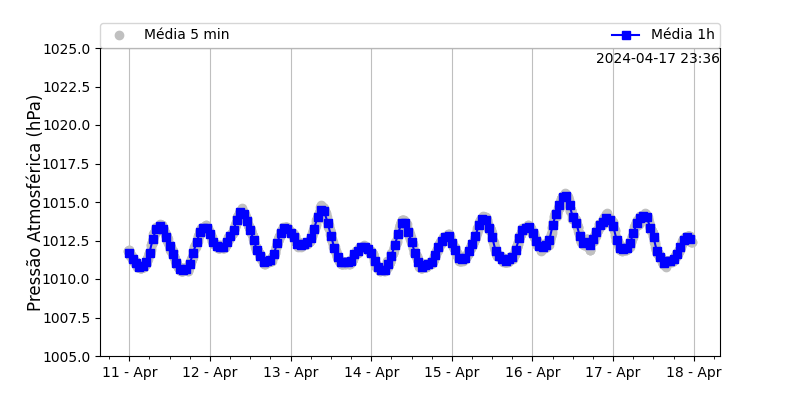 Média 5 min
Média 1h
2024-04-17 23:36
Pressão Atmosférica (hPa)
1025.0
1022.5
1020.0
1017.5
1015.0
1012.5
1010.0
1007.5
1005.0
11 - Apr
12 - Apr
13 - Apr
14 - Apr
15 - Apr
16 - Apr
17 - Apr
18 - Apr